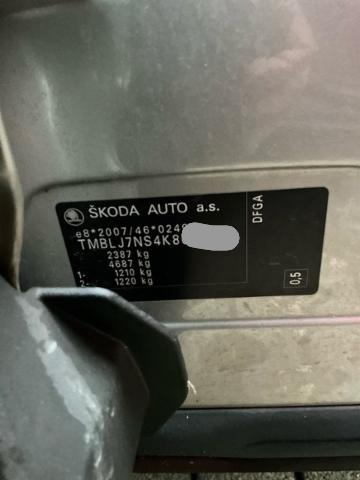 ŠKODA AUTO a.s.
e8*2007/46*024
TMBLJ7NS4K8
2387 kg
4687 kg
1- 1210 kg
2- 1220 kg
DFGA
0,5